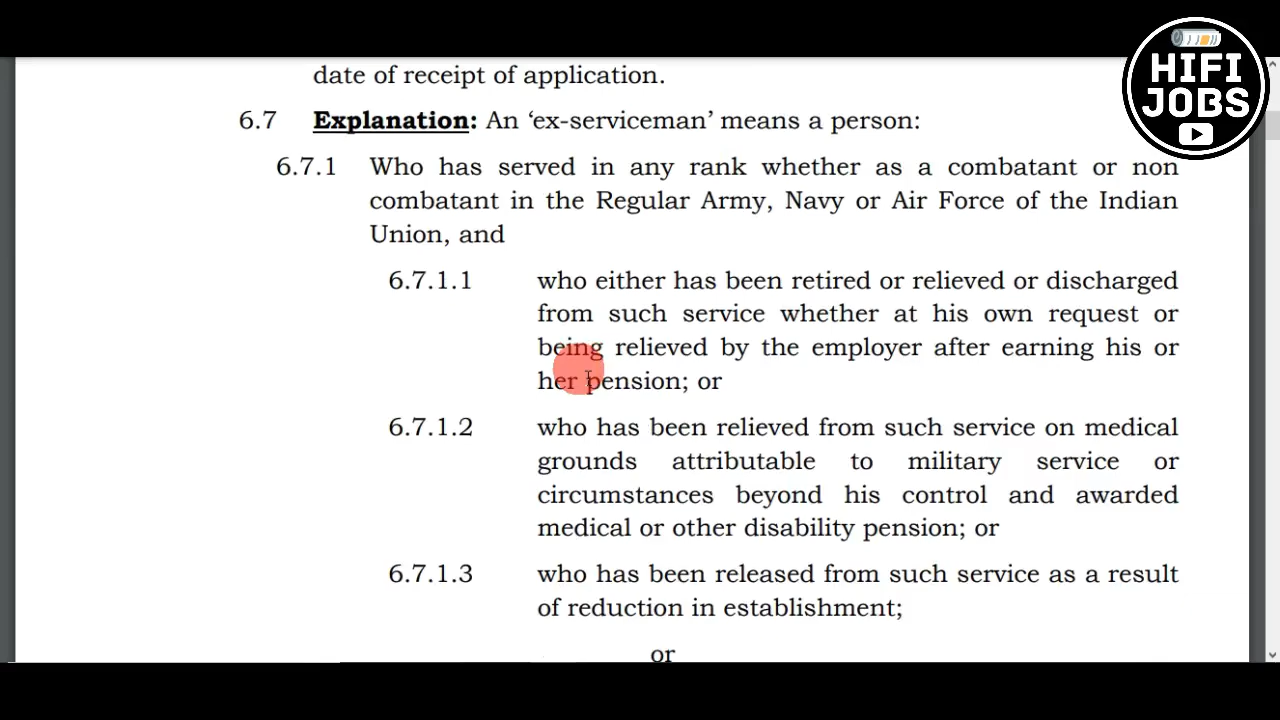 HIFI
JOBS
date of receipt of application.
6.7 Explanation: An ‘ex-serviceman’ means a person:
6.7.1 Who has served in any rank whether as a combatant or non
combatant in the Regular Army, Navy or Air Force of the Indian
Union, and
6.7.1.1 who either has been retired or relieved or discharged
from such service whether at his own request or
being relieved by the employer after earning his or
her pension; or
6.7.1.2 who has been relieved from such service on medical
grounds attributable to military service or
circumstances beyond his control and awarded
medical or other disability pension; or
6.7.1.3 who has been released from such service as a result
of reduction in establishment;
or